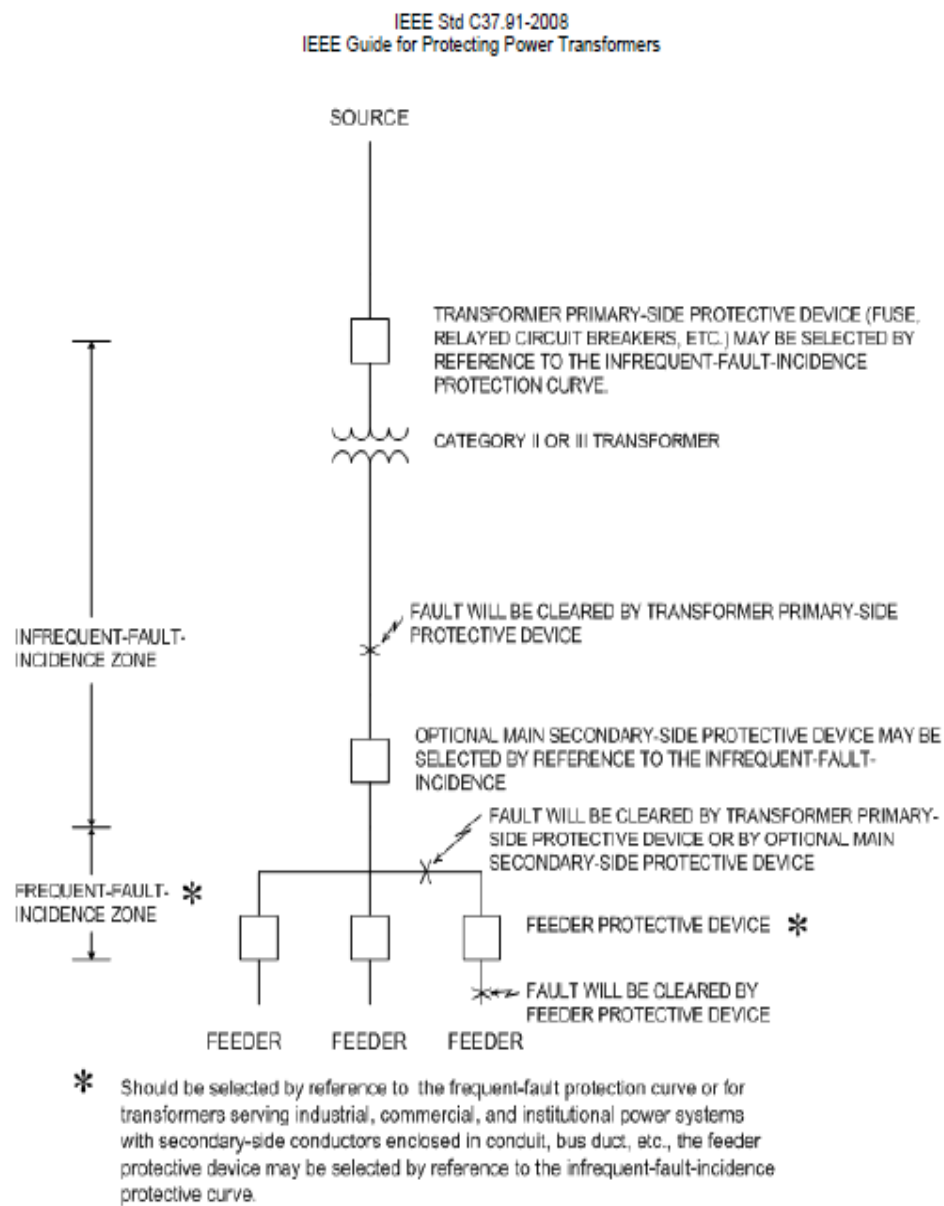 IEEE Std C37.91-2008
IEEE Guide for Protecting Power Transformers
SOURCE
TRANSFORMER PRIMARY-SIDE PROTECTIVE DEVICE (FUSE,
RELAYED CIRCUIT BREAKERS, ETC.) MAY BE SELECTED BY
REFERENCE TO THE INFREQUENT-FAULT-INCIDENCE
PROTECTION CURVE.
CATEGORY II OR III TRANSFORMER
FAULT WILL BE CLEARED BY TRANSFORMER PRIMARY-SIDE
PROTECTIVE DEVICE
INFREQUENT-FAULT-
INCIDENCE ZONE
OPTIONAL MAIN SECONDARY-SIDE PROTECTIVE DEVICE MAY BE
SELECTED BY REFERENCE TO THE INFREQUENT-FAULT-
INCIDENCE
FAULT WILL BE CLEARED BY TRANSFORMER PRIMARY-
SIDE PROTECTIVE DEVICE OR BY OPTIONAL MAIN
SECONDARY-SIDE PROTECTIVE DEVICE
FREQUENT-FAULT- *
INCIDENCE ZONE
FEEDER PROTECTIVE DEVICE *
FAULT WILL BE CLEARED BY
FEEDER PROTECTIVE DEVICE
FEEDER FEEDER FEEDER
* Should be selected by reference to the frequent-fault protection curve or for
transformers serving industrial, commercial, and institutional power systems
with secondary-side conductors enclosed in conduit, bus duct, etc., the feeder
protective device may be selected by reference to the infrequent-fault-incidence
protective curve.